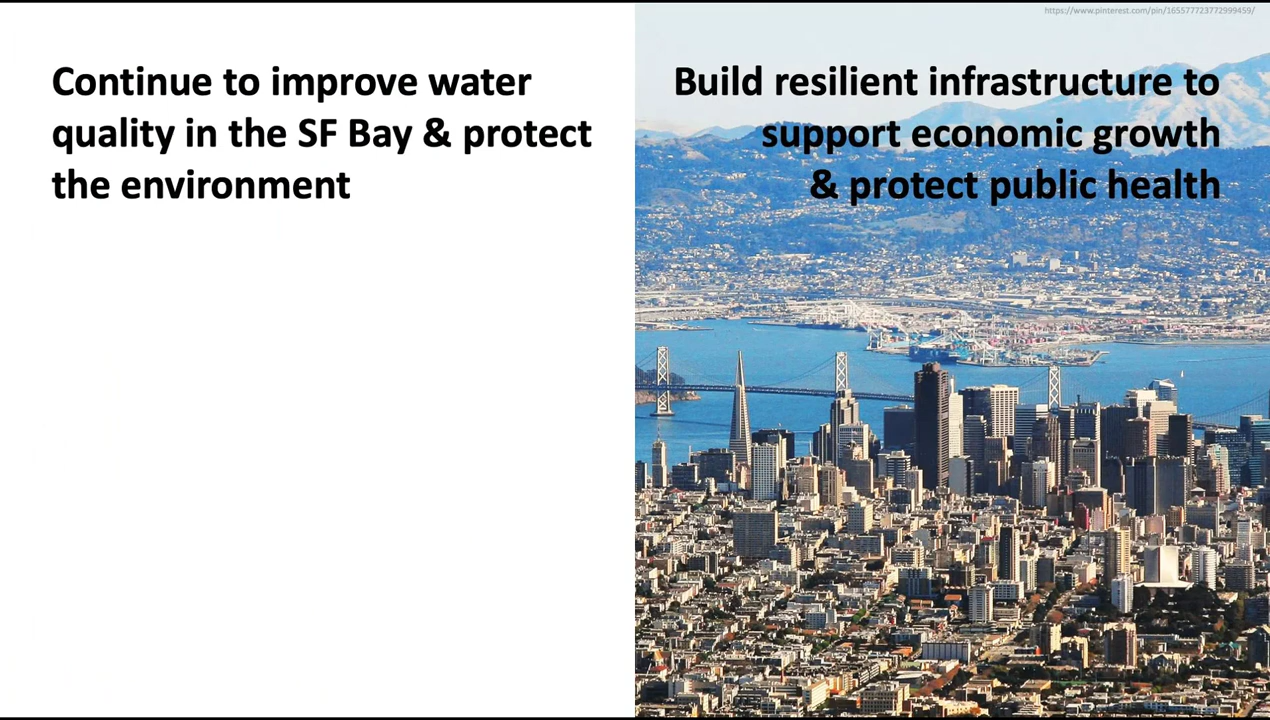 https://www.pinterest.com/pin/165577723772999459/
Continue to improve water
quality in the SF Bay & protect
the environment
Build resilient infrastructure to
support economic growth
& protect public health